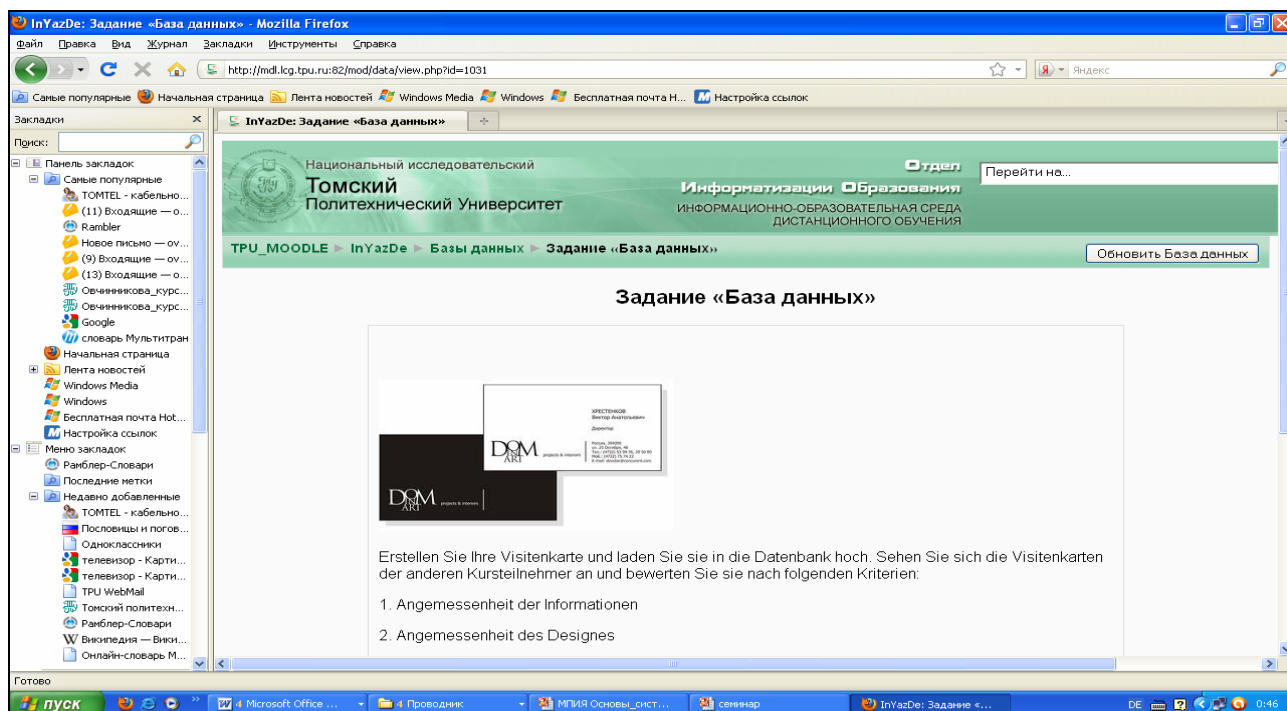 InYazDe: Задание «База данных» - Mozilla Firefox
Файл Правка Вид Журнал Закладки Инструменты Справка
http://mdl.lcg.tpu.ru:82/mod/data/view.php?id=1031
Яндекс
Самые популярные Начальная страница Лента новостей Windows Media Windows Бесплатная почта H... Настройка ссылок
Закладки
InYazDe: Задание «База данных»
Поиск:
Панель закладок
Самые популярные
TOMTEL - кабельно...
(11) Входящие — o...
Rambler
Новое письмо — ov...
(9) Входящие — ov...
(13) Входящие — o...
Овчинникова_курс...
Овчинникова_курс...
Google
словарь Мультитран
Начальная страница
Лента новостей
Windows Media
Windows
Бесплатная почта Hot...
Настройка ссылок
Меню закладок
Рамблер-Словари
Последние метки
Недавно добавленные
TOMTEL - кабельно...
Пословицы и погов...
Одноклассники
телевизор - Карти...
телевизор - Карти...
TPU WebMail
Томский политехн...
Рамблер-Словари
Википедия — Вики...
Онлайн-словарь М...
Национальный исследовательский
Томский
Политехнический Университет
Отдел
Информатизации Образования
ИНФОРМАЦИОННО-ОБРАЗОВАТЕЛЬНАЯ СРЕДА
ДИСТАНЦИОННОГО ОБУЧЕНИЯ
Перейти на...
TPU_MOODLE ► InYazDe ► Базы данных ► Задание «База данных»
Обновить База данных
Задание «База данных»
ХРЕСТЕНКОВ
Виктор Анатольевич
Директор
DOM
ART
projects & interiors
DOM
ART
projects & interiors
Erstellen Sie Ihre Visitenkarte und laden Sie sie in die Datenbank hoch. Sehen Sie sich die Visitenkarten
der anderen Kursteilnehmer an und bewerten Sie sie nach folgenden Kriterien:
1. Angemessenheit der Informationen
2. Angemessenheit des Designes
Готово
пуск
4 Microsoft Office ...
4 Проводник
МПИЯ Основы_сист...
семинар
InYazDe: Задание «...
DE
0:46